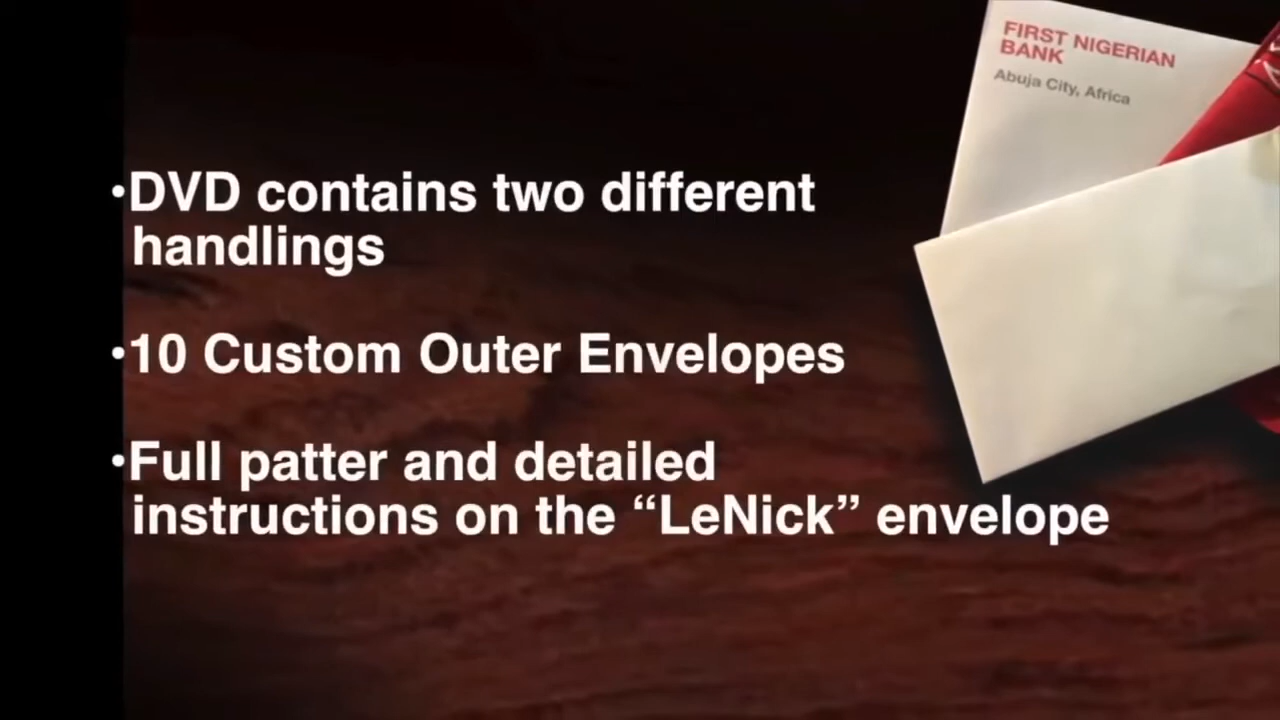 FIRST NIGERIAN
BANK
Abuja City, Africa
•DVD contains two different
handlings
•10 Custom Outer Envelopes
•Full patter and detailed
instructions on the “LeNick” envelope